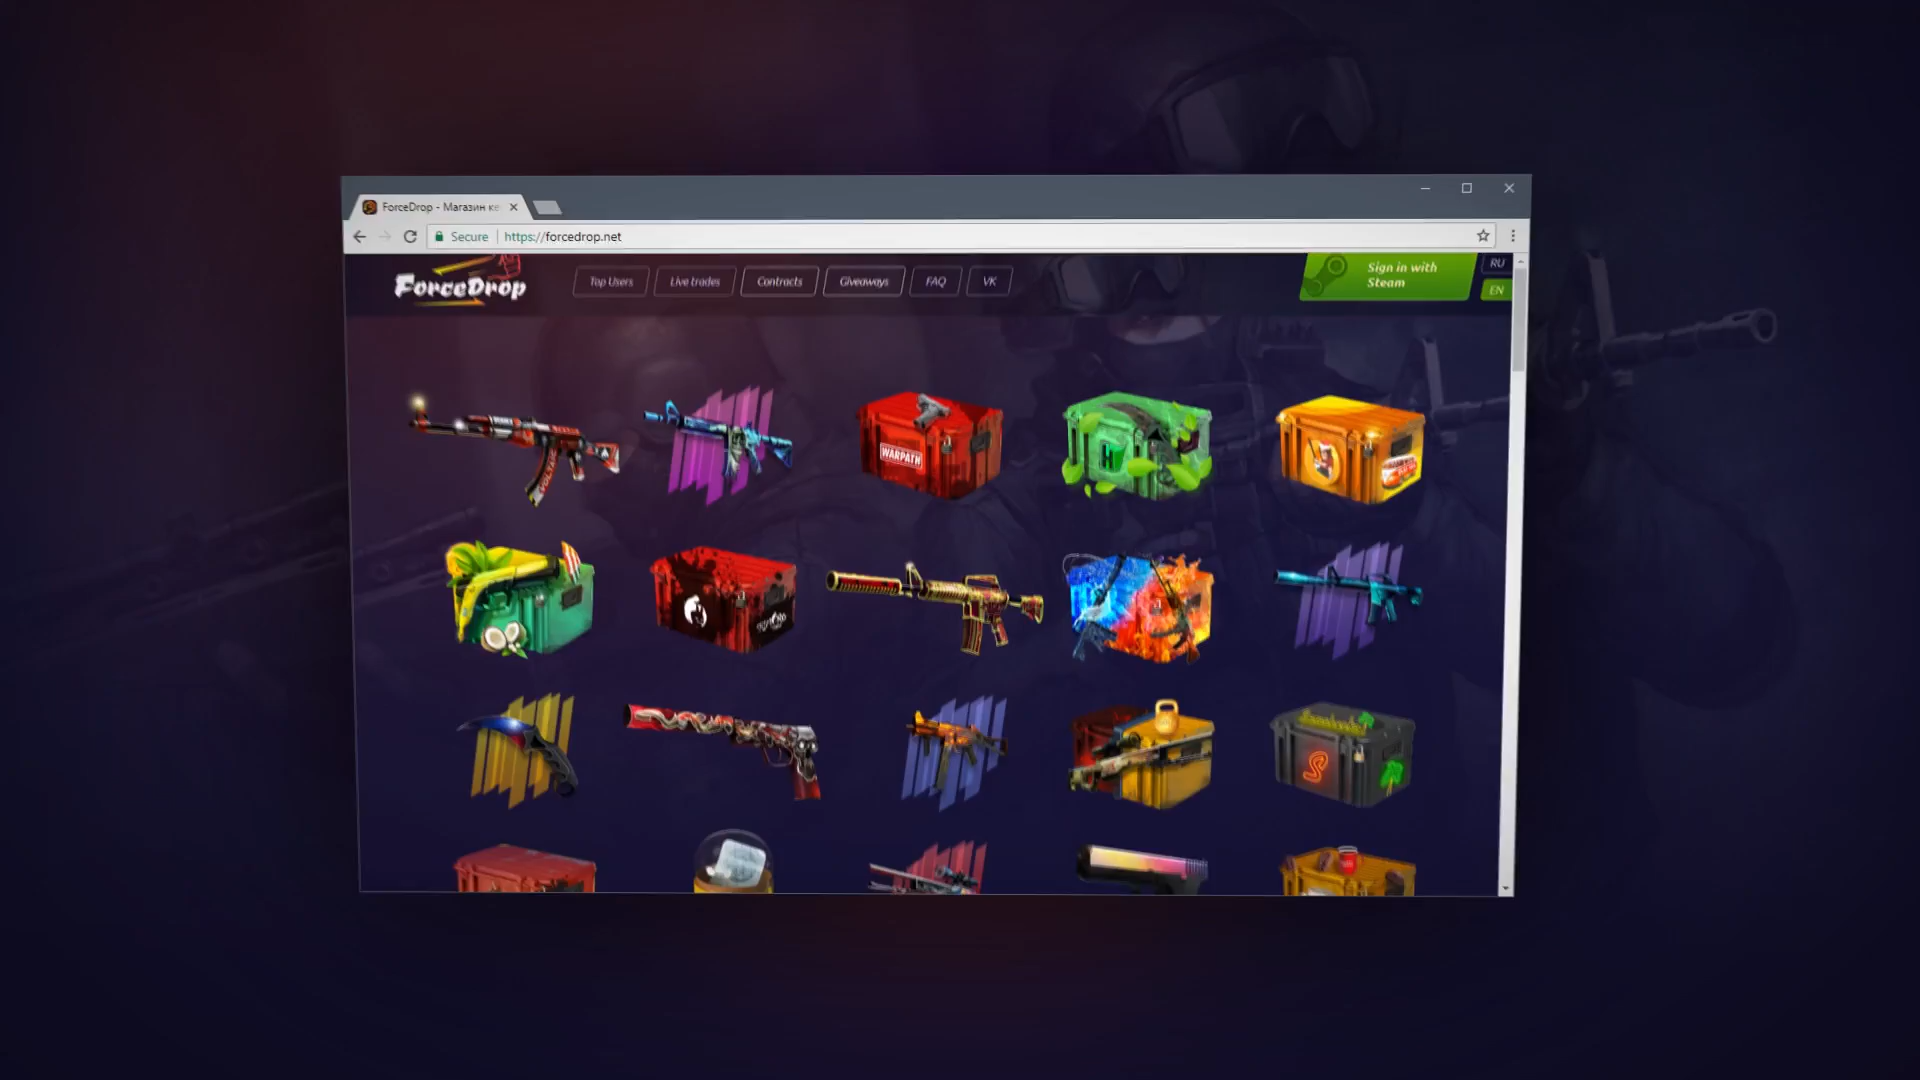 ForceDrop - Магазин ке
Secure
https://forcedrop.net
ForceDrop
Top Users
Live trades
Contracts
Giveaways
FAQ
VK
Sign in with
Steam
RU
EN
WARPATH
VOLTAIC
S